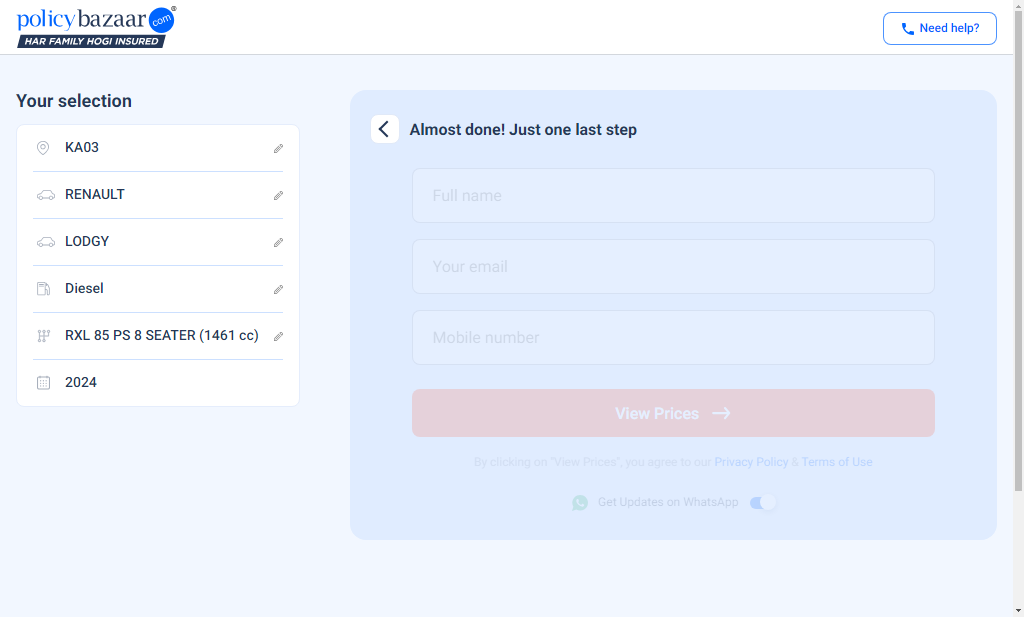 policybazaar.com®
HAR FAMILY HOGI INSURED
Need help?
Your selection
KA03
RENAULT
LODGY
Diesel
RXL 85 PS 8 SEATER (1461 cc)
2024
Almost done! Just one last step
Full name
Your email
Mobile number
View Prices
By clicking on "View Prices", you agree to our Privacy Policy & Terms of Use
Get Updates on WhatsApp